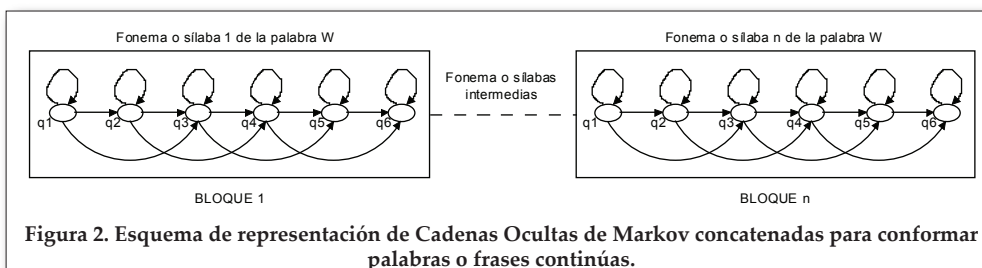 Fonema o sílaba 1 de la palabra W
Fonema o sílaba n de la palabra W
Fonema o sílabas
intermedias
q1 q2 q3 q4 q5 q6
q1 q2 q3 q4 q5 q6
BLOQUE 1
BLOQUE n
Figura 2. Esquema de representación de Cadenas Ocultas de Markov concatenadas para conformar
palabras o frases continúas.